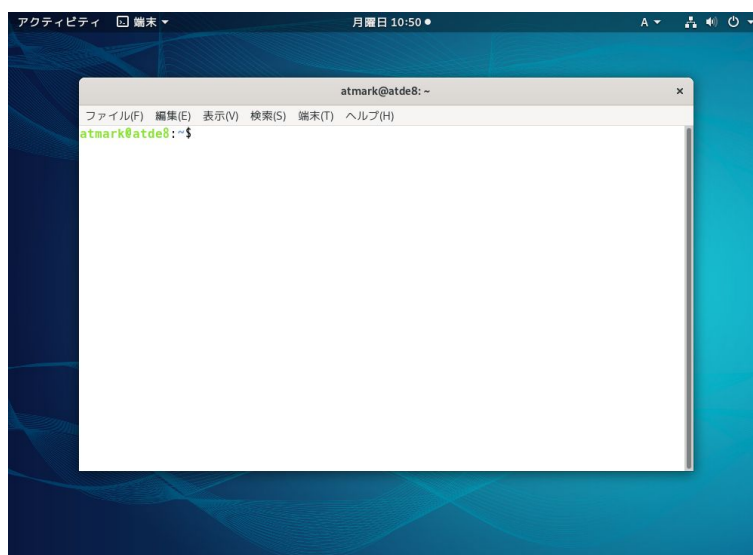 アクティビティ 端末 月曜日 10:50 A
atmark@atde8: ~ ×
ファイル(F) 編集(E) 表示(V) 検索(S) 端末(T) ヘルプ(H)
atmark@atde8:~$